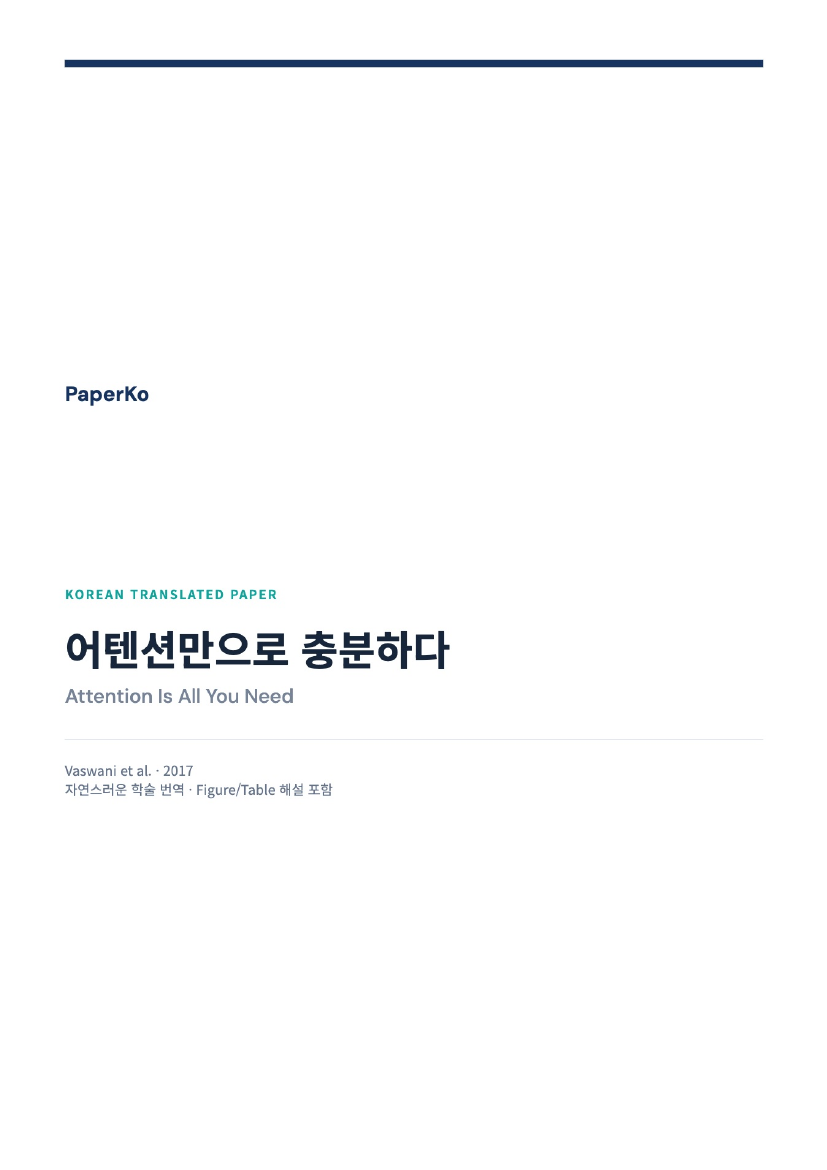 PaperKo
KOREAN TRANSLATED PAPER
어텐션만으로 충분하다
Attention Is All You Need
Vaswani et al. · 2017
자연스러운 학술 번역 · Figure/Table 해설 포함